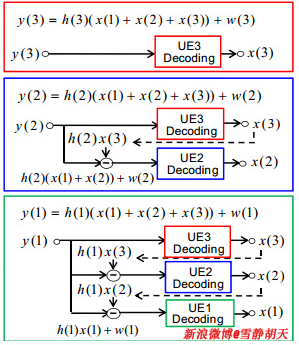 y(3) = h(3)(x(1) + x(2) + x(3)) + w(3)
y(3)
UE3
Decoding
x(3)
y(2) = h(2)(x(1) + x(2) + x(3)) + w(2)
y(2)
UE3
Decoding
x(3)
h(2)x(3)
UE2
Decoding
x(2)
h(2)(x(1) + x(2)) + w(2)
y(1) = h(1)(x(1) + x(2) + x(3)) + w(1)
y(1)
UE3
Decoding
x(3)
h(1)x(3)
UE2
Decoding
x(2)
h(1)x(2)
UE1
Decoding
x(1)
h(1)x(1) + w(1)
新浪微博@雪静胡天